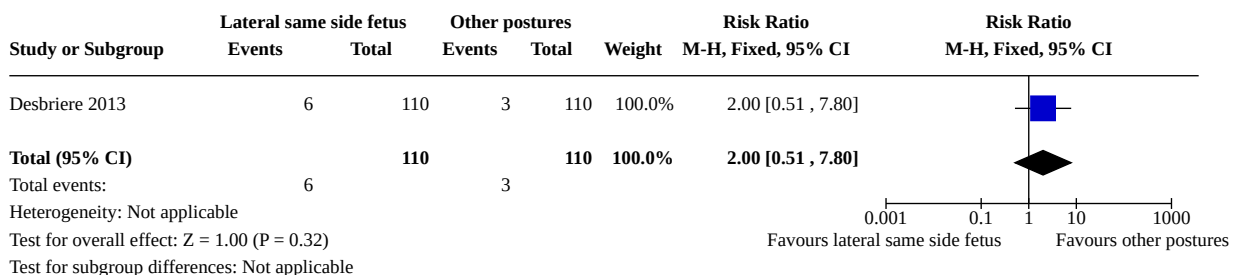 Lateral same side fetus Other postures Risk Ratio Risk Ratio
Study or Subgroup Events Total Events Total Weight M-H, Fixed, 95% CI M-H, Fixed, 95% CI
Desbriere 2013 6 110 3 110 100.0% 2.00 [0.51 , 7.80]
Total (95% CI) 110 110 100.0% 2.00 [0.51 , 7.80]
Total events: 6 3
Heterogeneity: Not applicable
0.001 0.1 1 10 1000
Test for overall effect: Z = 1.00 (P = 0.32)
Favours lateral same side fetus Favours other postures
Test for subgroup differences: Not applicable